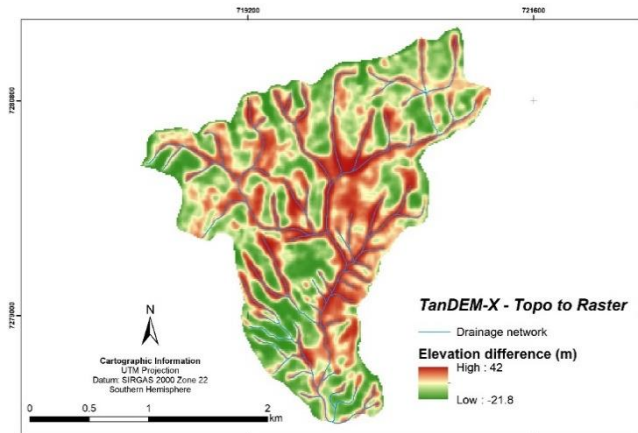 719200
721600
7280800
7270000
TanDEM-X - Topo to Raster
Drainage network
Elevation difference (m)
High : 42
Low : -21.8
N
Cartographic Information
UTM Projection
Datum: SIRGAS 2000 Zone 22
Southern Hemisphere
0 0.5 1 2
km